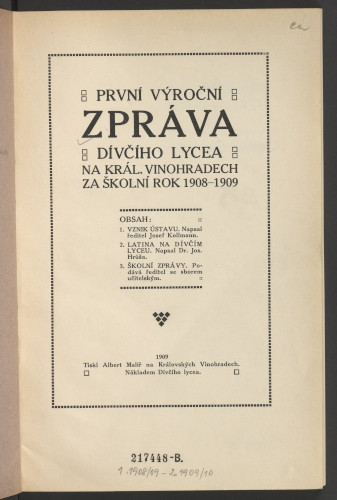 PRVNÍ VÝROČNÍ
ZPRÁVA
DÍVČÍHO LYCEA
NA KRÁL. VINOHRADECH
ZA ŠKOLNÍ ROK 1908-1909
OBSAH:
1. VZNIK ÚSTAVU. Napsal
ředitel Josef Kollmann.
2. LATINA NA DÍVČÍM
LYCEU. Napsal Dr. Jos.
Hrůša.
3. ŠKOLNÍ ZPRÁVY. Po-
dává ředitel se sborem
učitelským.
1909
Tiskl Albert Malíř na Královských Vinohradech.
Nákladem Dívčího lycea.
217448-B.
1.1908/09 - 2.1909/10